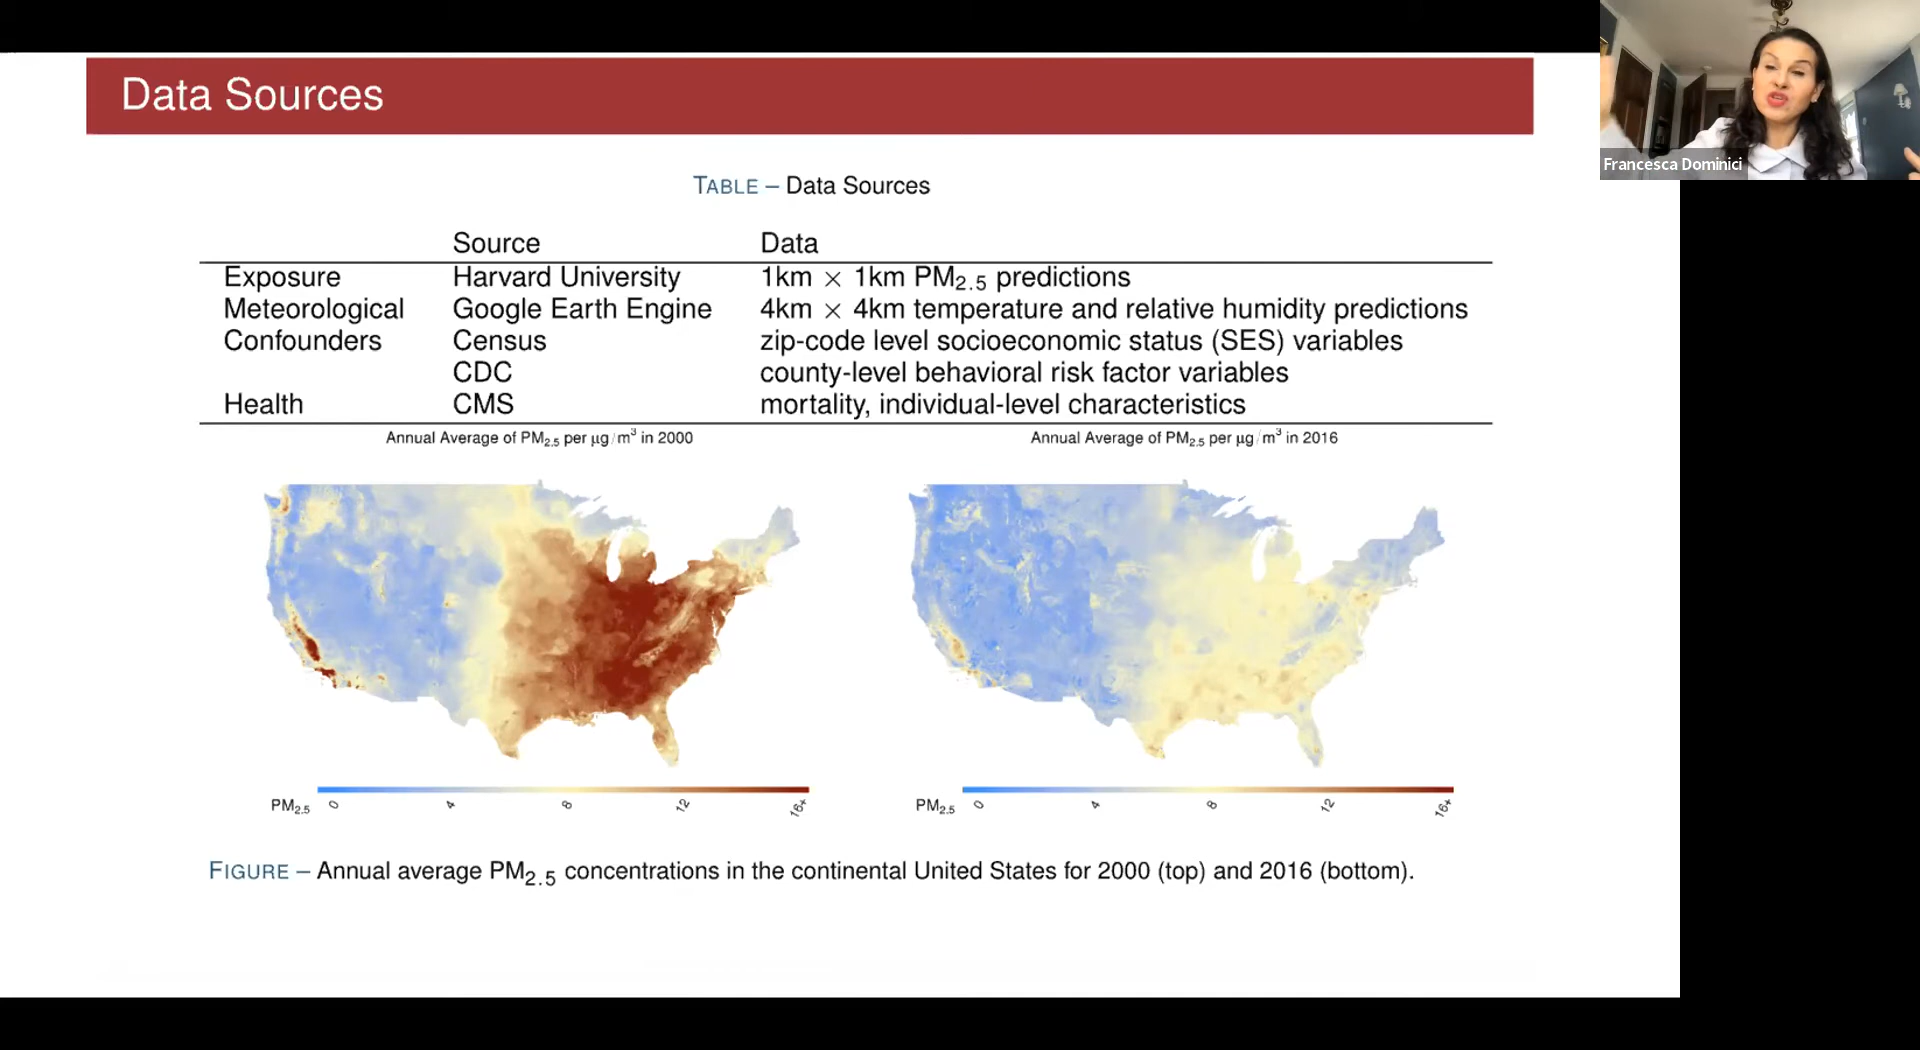 Data Sources
Francesca Dominici
TABLE – Data Sources
Source Data
Exposure Harvard University 1km × 1km PM2.5 predictions
Meteorological Google Earth Engine 4km × 4km temperature and relative humidity predictions
Confounders Census zip-code level socioeconomic status (SES) variables
CDC county-level behavioral risk factor variables
Health CMS mortality, individual-level characteristics
Annual Average of PM2.5 per µg/m³ in 2000
Annual Average of PM2.5 per µg/m³ in 2016
PM2.5 0 4 8 12 16+
PM2.5 0 4 8 12 16+
FIGURE – Annual average PM2.5 concentrations in the continental United States for 2000 (top) and 2016 (bottom).